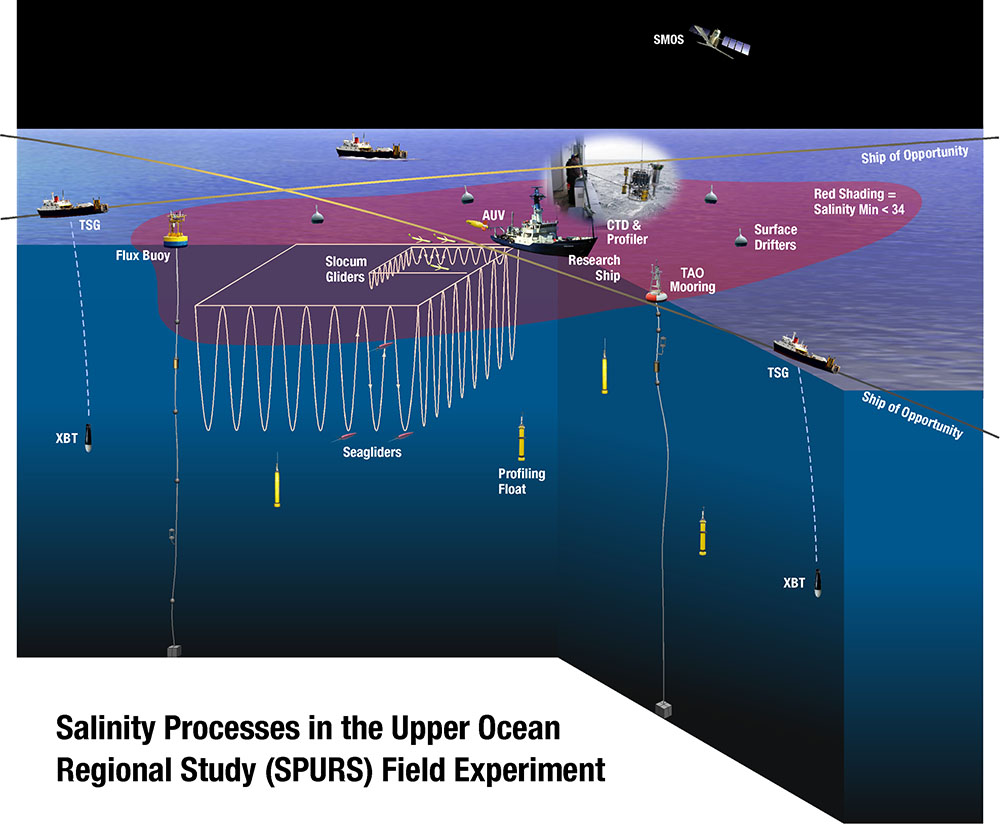 SMOS
Ship of Opportunity
Red Shading =
Salinity Min < 34
TSG
AUV
CTD &
Profiler
Surface
Drifters
Flux Buoy
Slocum
Gliders
Research
Ship
TAO
Mooring
TSG
Ship of Opportunity
XBT
Seagliders
Profiling
Float
XBT
Salinity Processes in the Upper Ocean
Regional Study (SPURS) Field Experiment